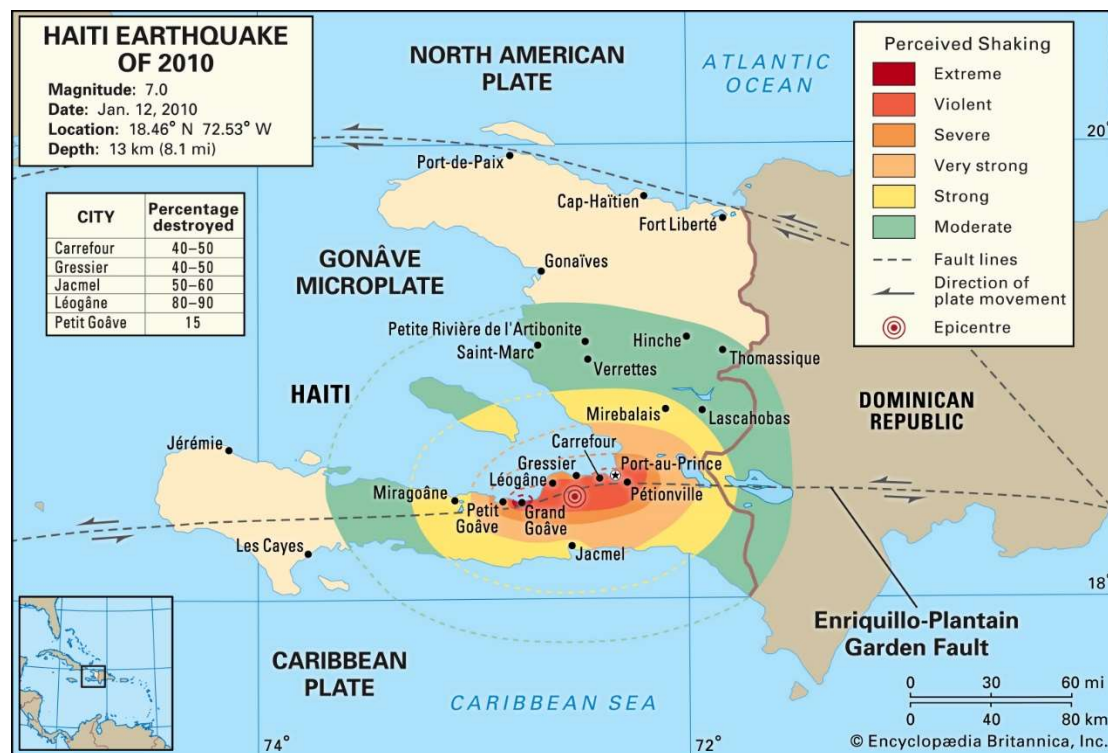 HAITI EARTHQUAKE
OF 2010
Magnitude: 7.0
Date: Jan. 12, 2010
Location: 18.46° N 72.53° W
Depth: 13 km (8.1 mi)
CITY Percentage destroyed
Carrefour 40–50
Gressier 40–50
Jacmel 50–60
Léogâne 80–90
Petit Goâve 15
NORTH AMERICAN
PLATE
ATLANTIC
OCEAN
Perceived Shaking
Extreme
Violent
Severe
Very strong
Strong
Moderate
Fault lines
Direction of
plate movement
Epicentre
20°
Port-de-Paix
Cap-Haïtien
Fort Liberté
GONÂVE
MICROPLATE
Gonaïves
Petite Rivière de l'Artibonite
Saint-Marc
Verrettes
Hinche
Thomassique
HAITI
DOMINICAN
REPUBLIC
Mirebalais
Lascahobas
Jérémie
Carrefour
Gressier
Port-au-Prince
Léogâne
Pétionville
Miragoâne
Petit
Goâve
Grand
Goâve
Les Cayes
Jacmel
18°
Enriquillo-Plantain
Garden Fault
CARIBBEAN
PLATE
CARIBBEAN SEA
74°
72°
0 30 60 mi
0 40 80 km
© Encyclopædia Britannica, Inc.